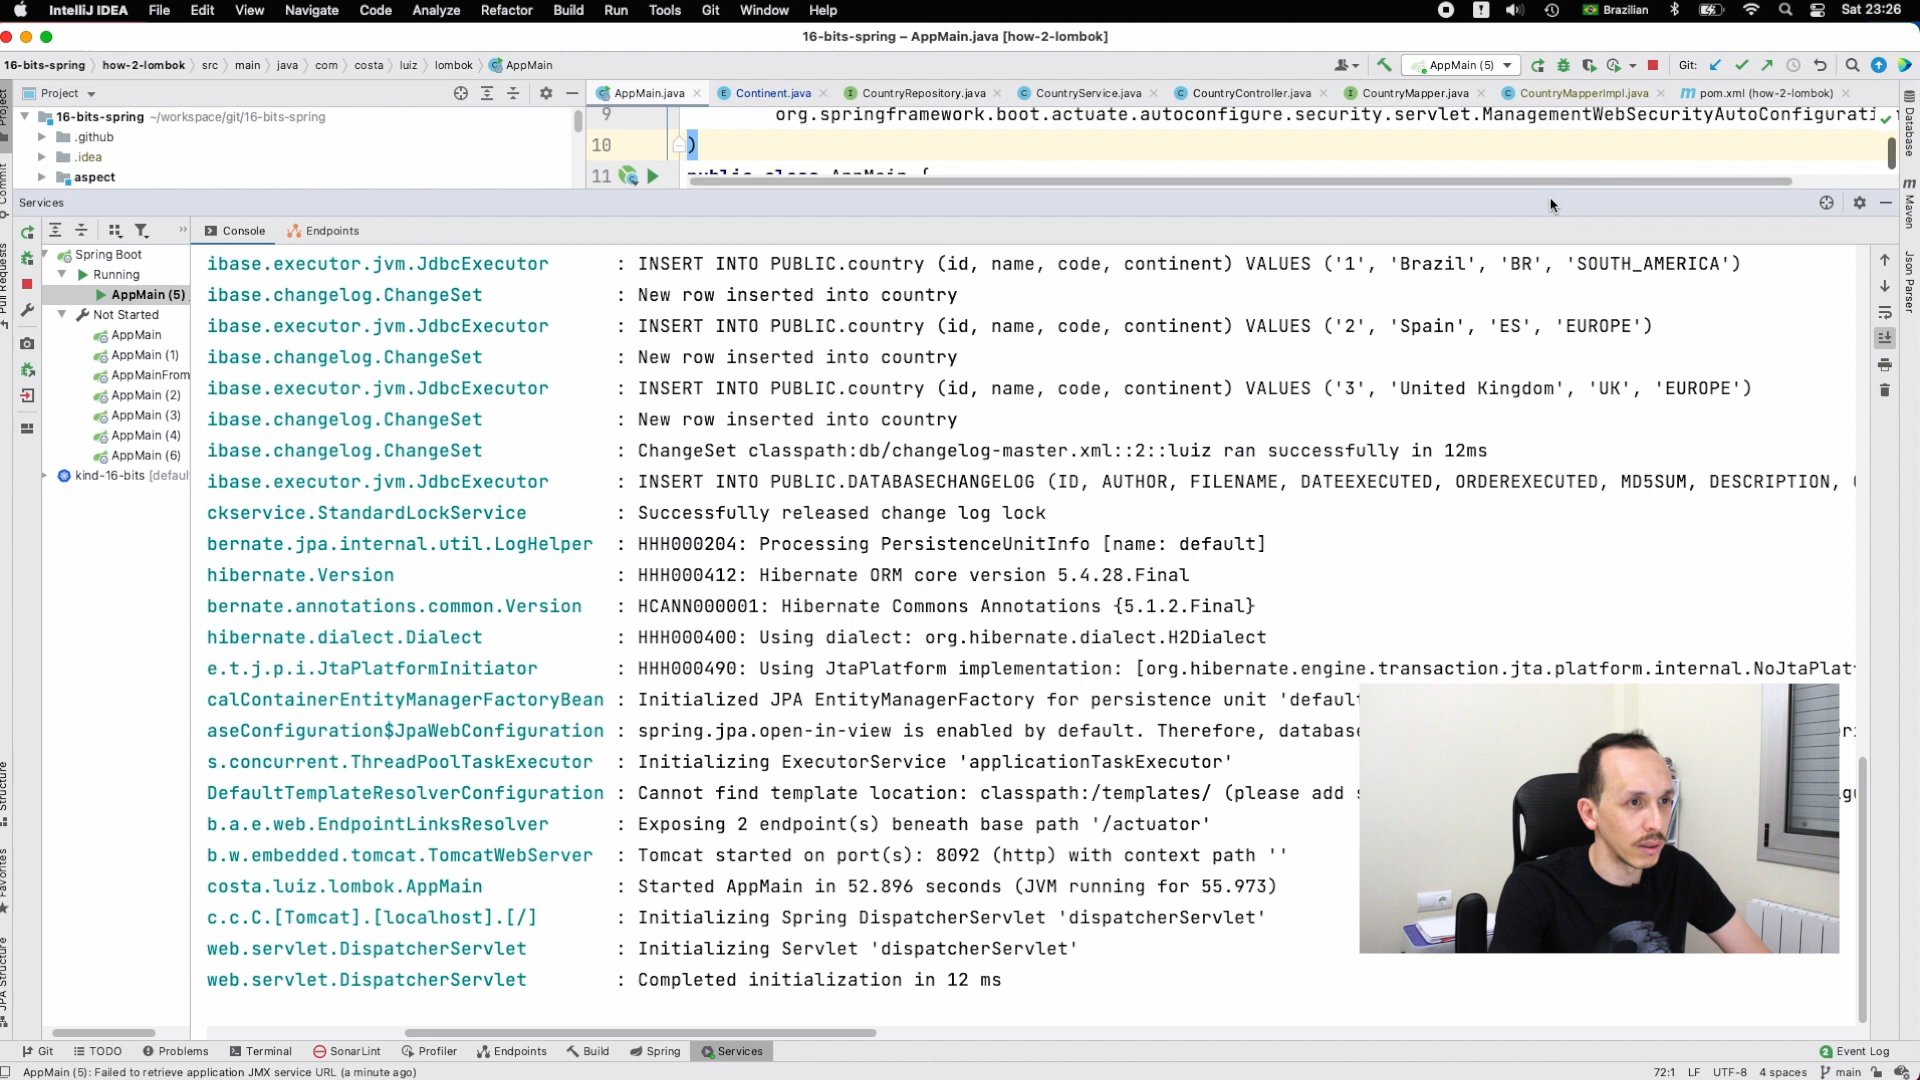 IntelliJ IDEA File Edit View Navigate Code Analyze Refactor Build Run Tools Git Window Help Brazilian Sat 23:26
16-bits-spring – AppMain.java [how-2-lombok]
16-bits-spring how-2-lombok src main java com costa luiz lombok AppMain AppMain (5) Git:
Project Project AppMain.java Continent.java CountryRepository.java CountryService.java CountryController.java CountryMapper.java CountryMapperImpl.java pom.xml (how-2-lombok) Database
16-bits-spring ~/workspace/git/16-bits-spring 9 org.springframework.boot.actuate.autoconfigure.security.servlet.ManagementWebSecurityAutoConfigurati
.github 10 )
.idea
aspect 11 public class AppMain {
Commit Maven
Services
Console Endpoints
Pull Requests Json Parser
Spring Boot
Running
AppMain (5)
Not Started
AppMain
AppMain (1)
AppMainFrom
AppMain (2)
AppMain (3)
AppMain (4)
AppMain (6)
kind-16-bits [defaul
ibase.executor.jvm.JdbcExecutor : INSERT INTO PUBLIC.country (id, name, code, continent) VALUES ('1', 'Brazil', 'BR', 'SOUTH_AMERICA')
ibase.changelog.ChangeSet : New row inserted into country
ibase.executor.jvm.JdbcExecutor : INSERT INTO PUBLIC.country (id, name, code, continent) VALUES ('2', 'Spain', 'ES', 'EUROPE')
ibase.changelog.ChangeSet : New row inserted into country
ibase.executor.jvm.JdbcExecutor : INSERT INTO PUBLIC.country (id, name, code, continent) VALUES ('3', 'United Kingdom', 'UK', 'EUROPE')
ibase.changelog.ChangeSet : New row inserted into country
ibase.changelog.ChangeSet : ChangeSet classpath:db/changelog-master.xml::2::luiz ran successfully in 12ms
ibase.executor.jvm.JdbcExecutor : INSERT INTO PUBLIC.DATABASECHANGELOG (ID, AUTHOR, FILENAME, DATEEXECUTED, ORDEREXECUTED, MD5SUM, DESCRIPTION,
ckservice.StandardLockService : Successfully released change log lock
bernate.jpa.internal.util.LogHelper : HHH000204: Processing PersistenceUnitInfo [name: default]
hibernate.Version : HHH000412: Hibernate ORM core version 5.4.28.Final
bernate.annotations.common.Version : HCANN000001: Hibernate Commons Annotations {5.1.2.Final}
hibernate.dialect.Dialect : HHH000400: Using dialect: org.hibernate.dialect.H2Dialect
e.t.j.p.i.JtaPlatformInitiator : HHH000490: Using JtaPlatform implementation: [org.hibernate.engine.transaction.jta.platform.internal.NoJtaPlat
calContainerEntityManagerFactoryBean : Initialized JPA EntityManagerFactory for persistence unit 'default
aseConfiguration$JpaWebConfiguration : spring.jpa.open-in-view is enabled by default. Therefore, database
s.concurrent.ThreadPoolTaskExecutor : Initializing ExecutorService 'applicationTaskExecutor'
DefaultTemplateResolverConfiguration : Cannot find template location: classpath:/templates/ (please add
b.a.e.web.EndpointLinksResolver : Exposing 2 endpoint(s) beneath base path '/actuator'
b.w.embedded.tomcat.TomcatWebServer : Tomcat started on port(s): 8092 (http) with context path ''
costa.luiz.lombok.AppMain : Started AppMain in 52.896 seconds (JVM running for 55.973)
c.c.C.[Tomcat].[localhost].[/] : Initializing Spring DispatcherServlet 'dispatcherServlet'
web.servlet.DispatcherServlet : Initializing Servlet 'dispatcherServlet'
web.servlet.DispatcherServlet : Completed initialization in 12 ms
Structure
Favorites
JPA Structure
Git TODO Problems Terminal SonarLint Profiler Endpoints Build Spring Services 2 Event Log
AppMain (5): Failed to retrieve application JMX service URL (a minute ago) 72:1 LF UTF-8 4 spaces main